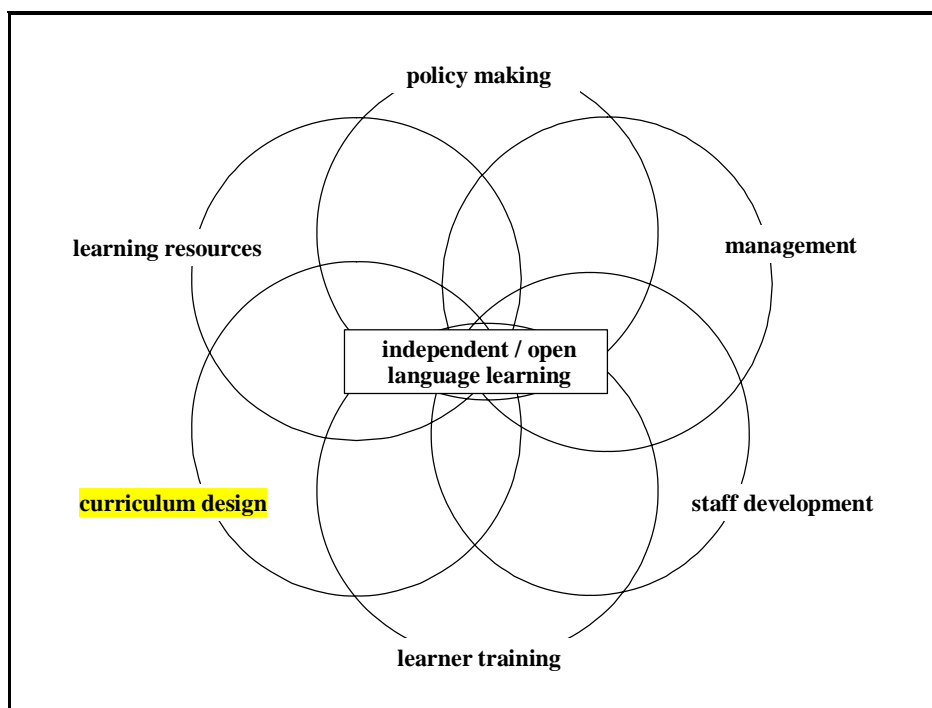 policy making
learning resources
management
independent / open
language learning
curriculum design
staff development
learner training